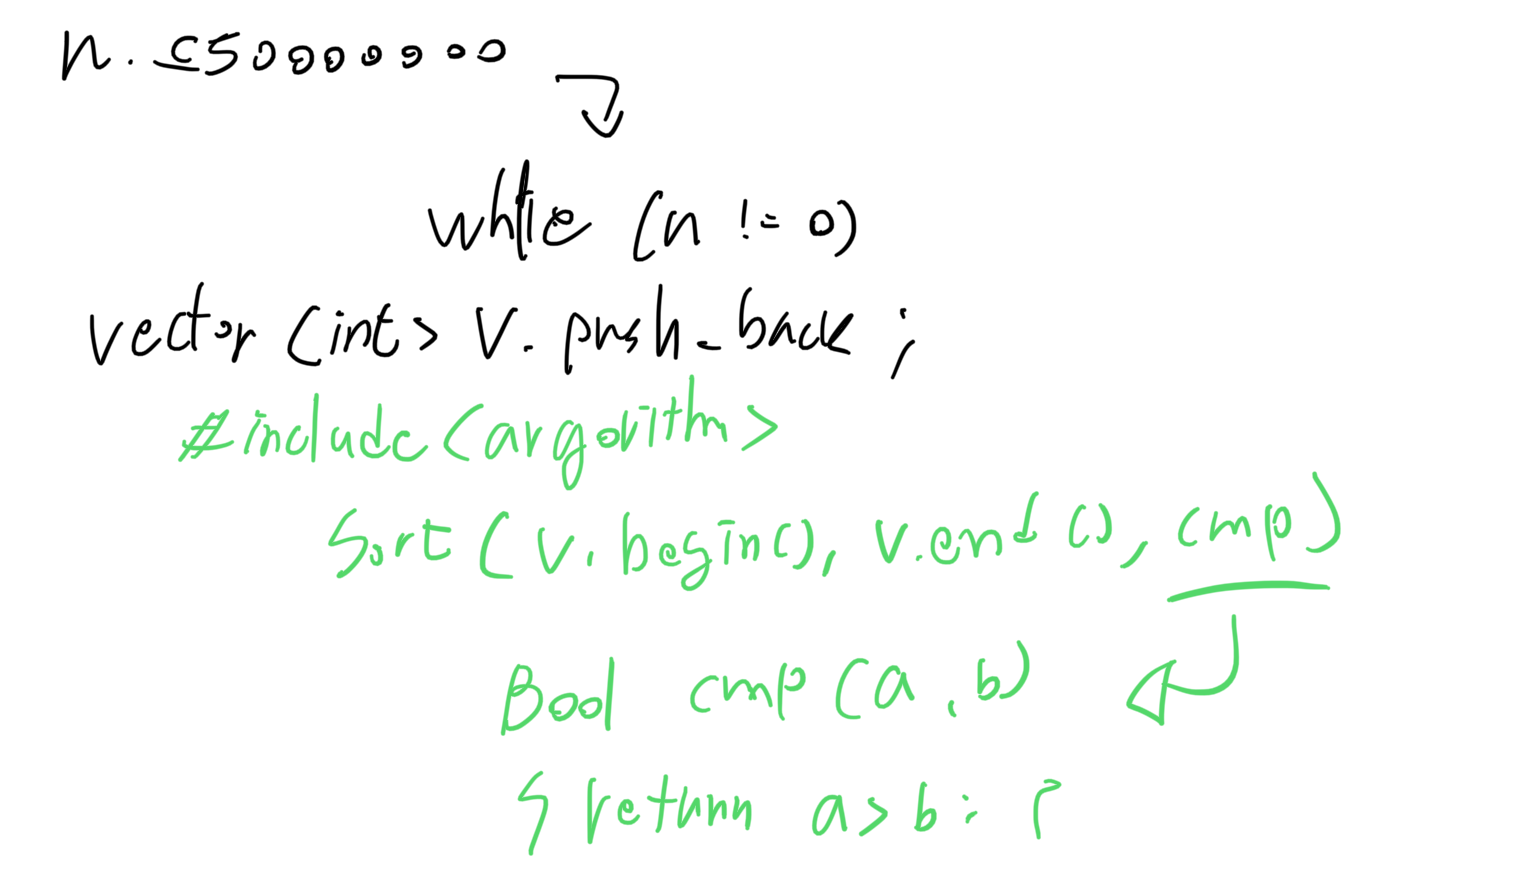 n. ≤500000000
while (n != 0)
vector <int> v. push_back ;
#include <argorithm>
Sort ( v. begin(), v.end (), cmp)
Bool cmp (a , b)
{ return a > b ; }